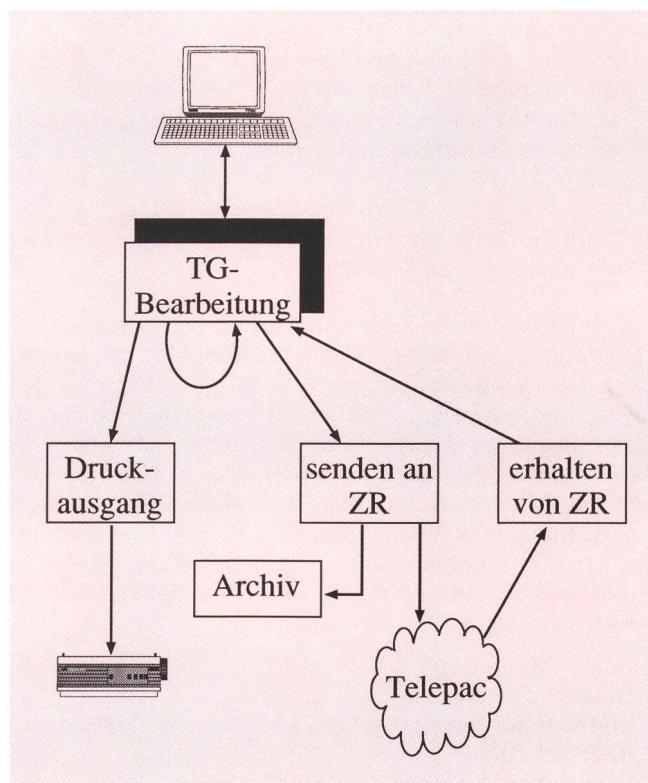 TG-
Bearbeitung
Druck-
ausgang
senden an
ZR
erhalten
von ZR
Archiv
Telepac